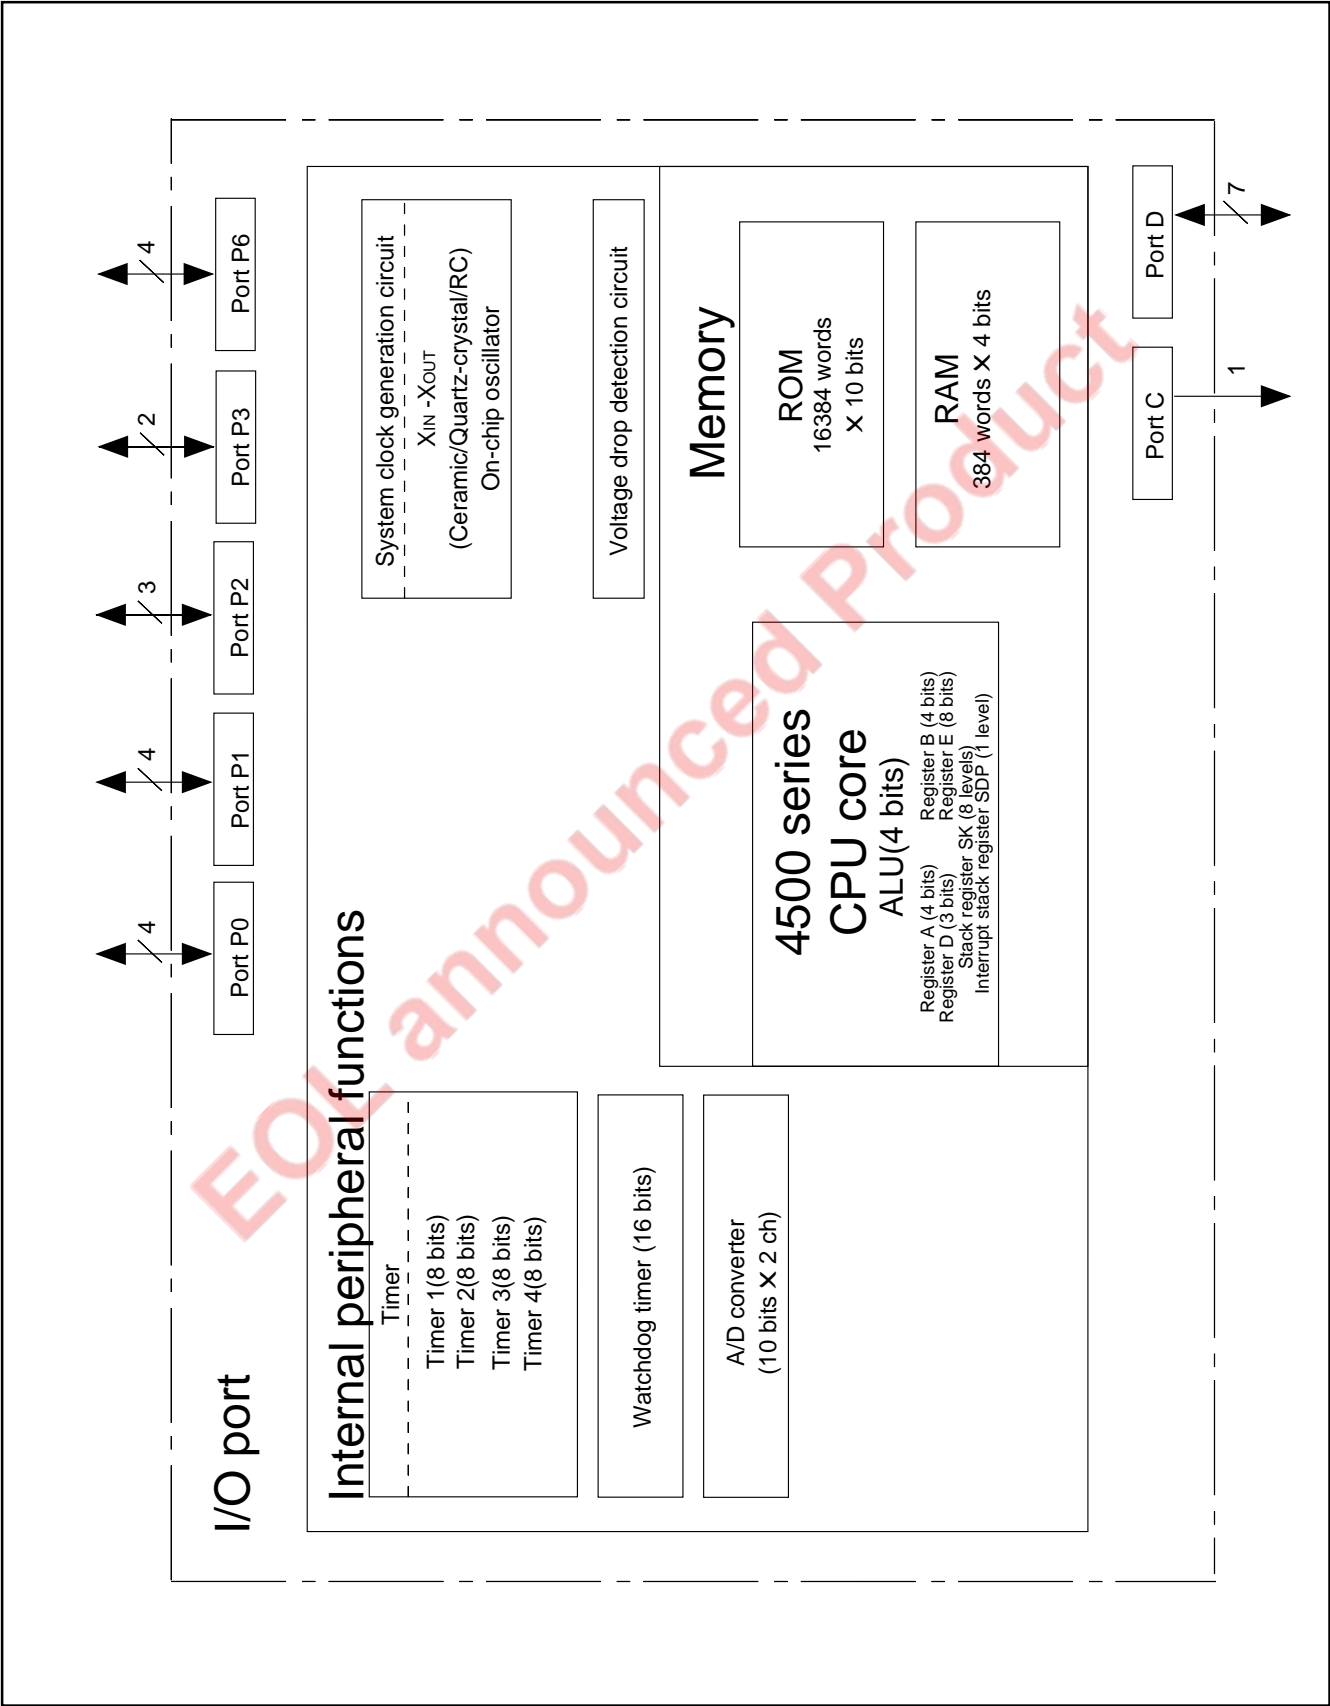 I/O port
4
4
4
3
2
4
Port P0
Port P1
Port P2
Port P3
Port P6
Internal peripheral functions
Timer
Timer 1(8 bits)
Timer 2(8 bits)
Timer 3(8 bits)
Timer 4(8 bits)
Watchdog timer (16 bits)
A/D converter
(10 bits X 2 ch)
System clock generation circuit
XIN -XOUT
(Ceramic/Quartz-crystal/RC)
On-chip oscillator
Voltage drop detection circuit
4500 series
CPU core
ALU(4 bits)
Register A (4 bits) Register B (4 bits)
Register D (3 bits) Register E (8 bits)
Stack register SK (8 levels)
Interrupt stack register SDP (1 level)
Memory
ROM
16384 words
X 10 bits
RAM
384 words X 4 bits
Port C
Port D
1
7
EOL announced Product